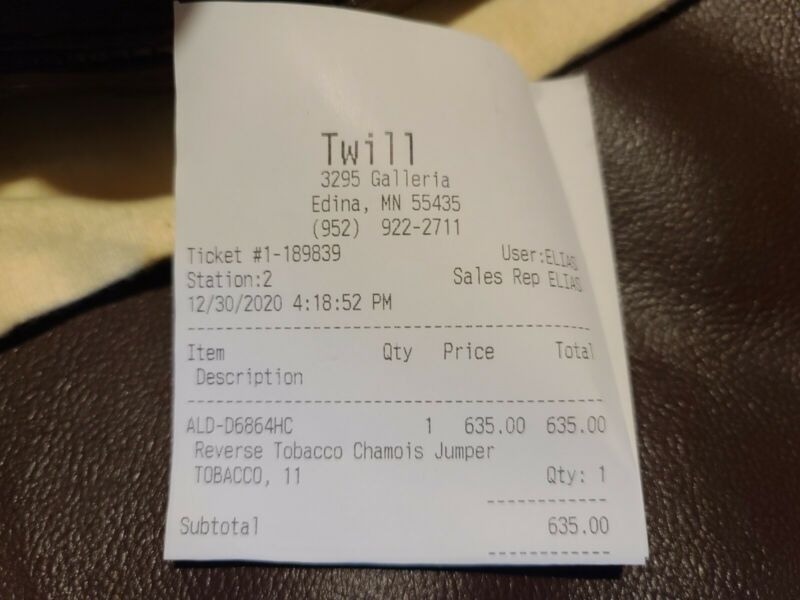 Twill
3295 Galleria
Edina, MN 55435
(952) 922-2711
Ticket #1-189839 User:ELIAS
Station:2 Sales Rep ELIAS
12/30/2020 4:18:52 PM
Item Qty Price Total
Description
ALD-D6864HC 1 635.00 635.00
Reverse Tobacco Chamois Jumper
TOBACCO, 11 Qty: 1
Subtotal 635.00